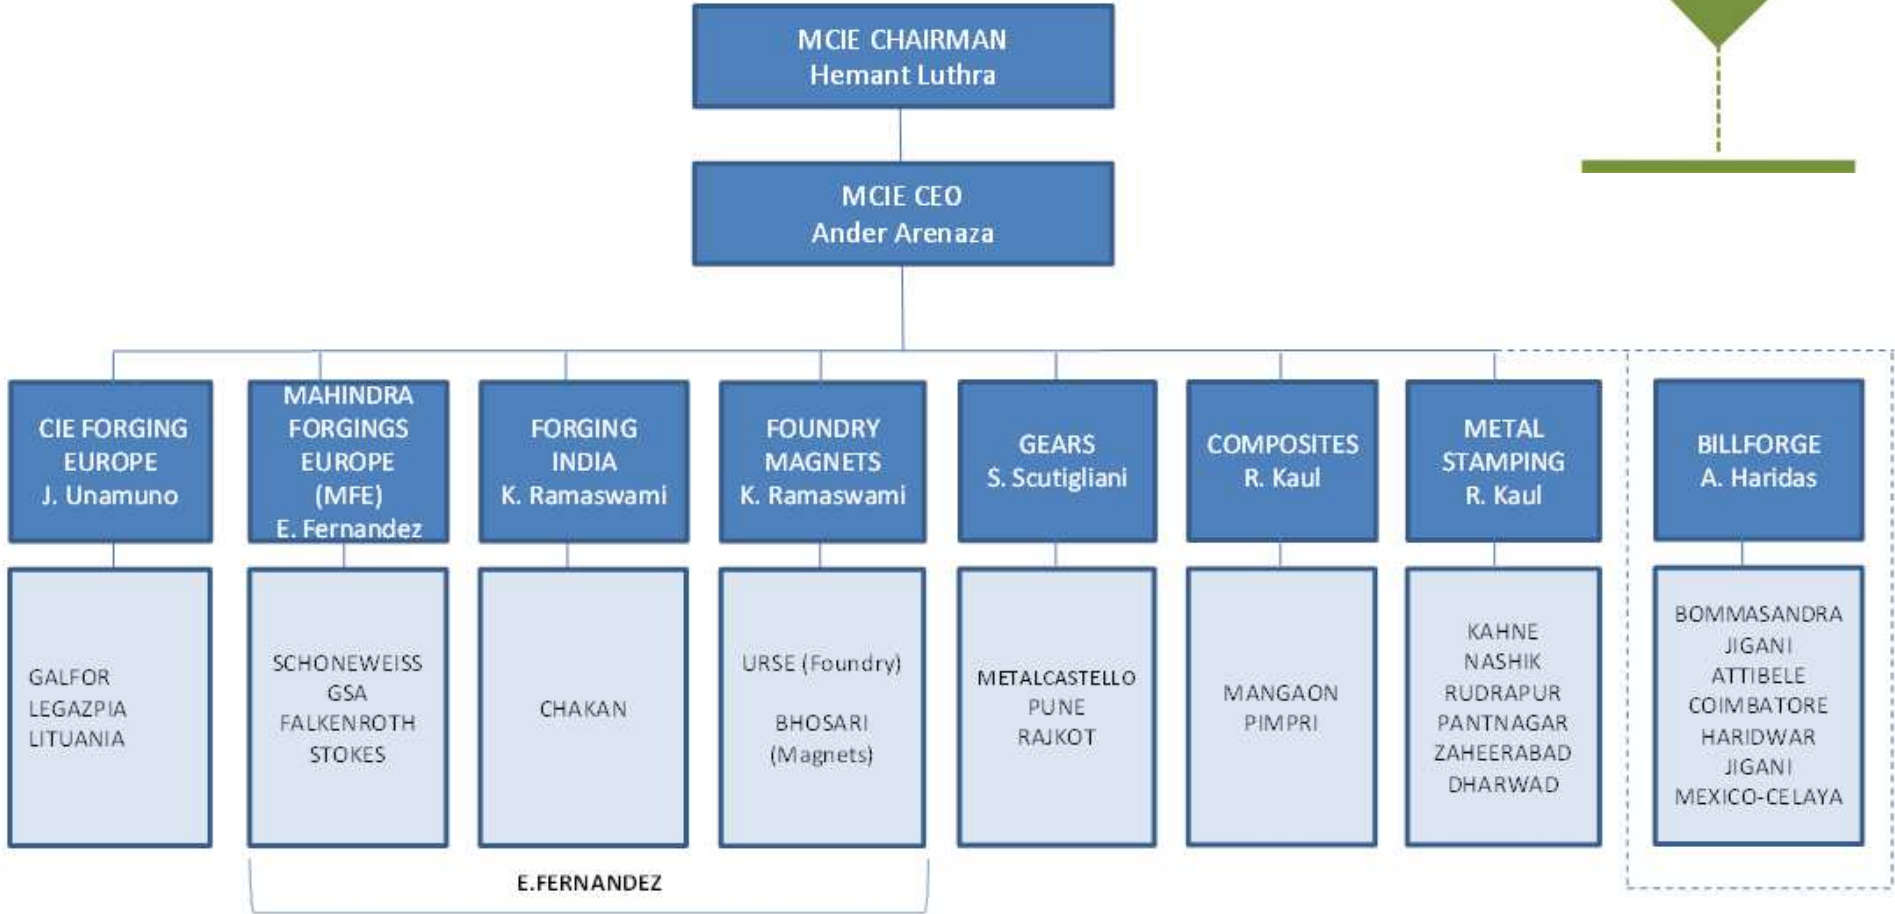 MCIE CHAIRMAN
Hemant Luthra
MCIE CEO
Ander Arenaza
CIE FORGING
EUROPE
J. Unamuno
MAHINDRA
FORGINGS
EUROPE
(MFE)
E. Fernandez
FORGING
INDIA
K. Ramaswami
FOUNDRY
MAGNETS
K. Ramaswami
GEARS
S. Scutigliani
COMPOSITES
R. Kaul
METAL
STAMPING
R. Kaul
BILLFORGE
A. Haridas
GALFOR
LEGAZPIA
LITUANIA
SCHONEWEISS
GSA
FALKENROTH
STOKES
CHAKAN
URSE (Foundry)
BHOSARI
(Magnets)
METALCASTELLO
PUNE
RAJKOT
MANGAON
PIMPRI
KAHNE
NASHIK
RUDRAPUR
PANTNAGAR
ZAHEERABAD
DHARWAD
BOMMASANDRA
JIGANI
ATTIBELE
COIMBATORE
HARIDWAR
JIGANI
MEXICO-CELAYA
E.FERNANDEZ